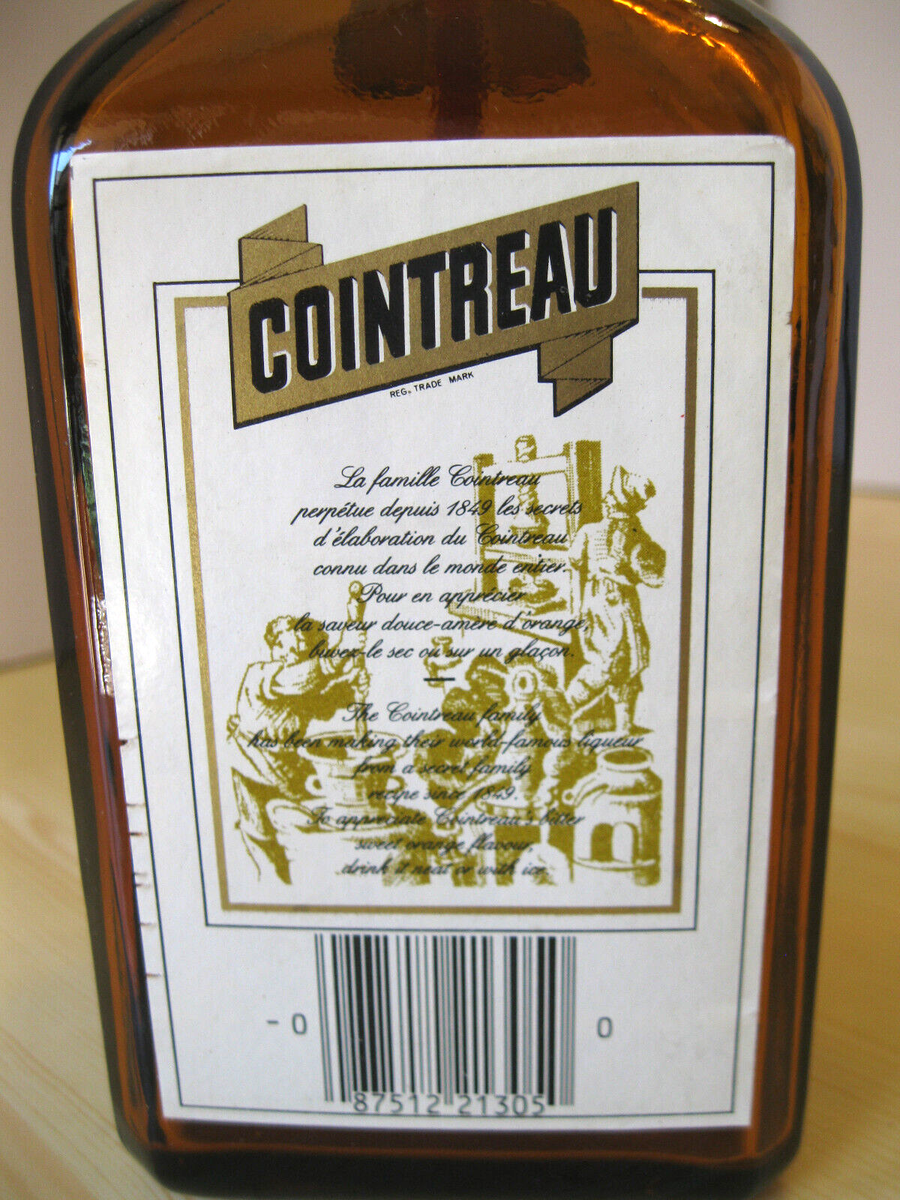 COINTREAU
REG. TRADE MARK
La famille Cointreau
perpétue depuis 1849 les secrets
d'élaboration du Cointreau
connu dans le monde entier.
Pour en apprécier
la saveur douce-amère d'orange,
buvez-le sec ou sur un glaçon.
The Cointreau family
has been making their world-famous liqueur
from a secret family
recipe since 1849.
To appreciate Cointreau's bitter
sweet orange flavour,
drink it neat or with ice.
- 0 87512 21305 0